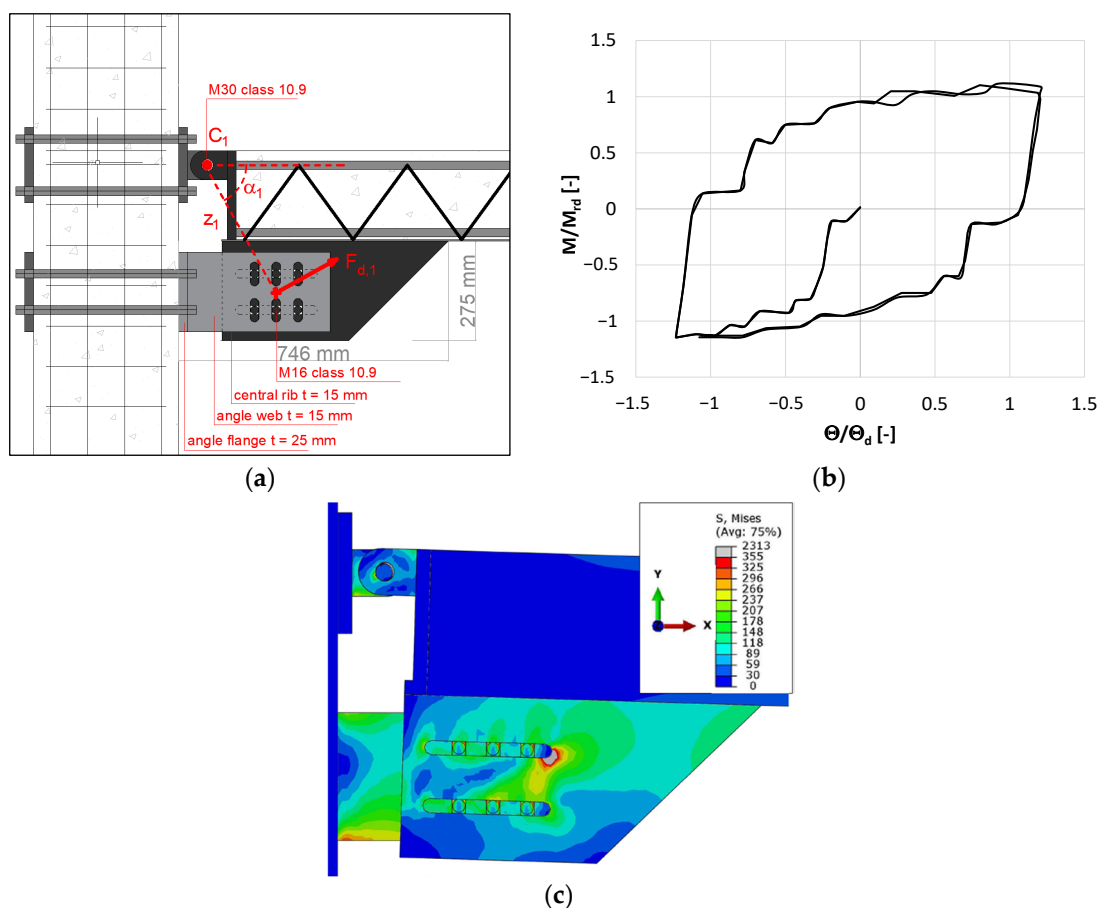 M30 class 10.9
C1
α1
z1
Fd,1
275 mm
746 mm
M16 class 10.9
central rib t = 15 mm
angle web t = 15 mm
angle flange t = 25 mm
(a)
1.5
1
0.5
0
−0.5
−1
−1.5
M/Mrd [-]
−1.5 −1 −0.5 0 0.5 1 1.5
Θ/Θd [-]
(b)
S, Mises
(Avg: 75%)
2313
355
325
296
266
237
207
178
148
118
89
59
30
0
Y
X
(c)